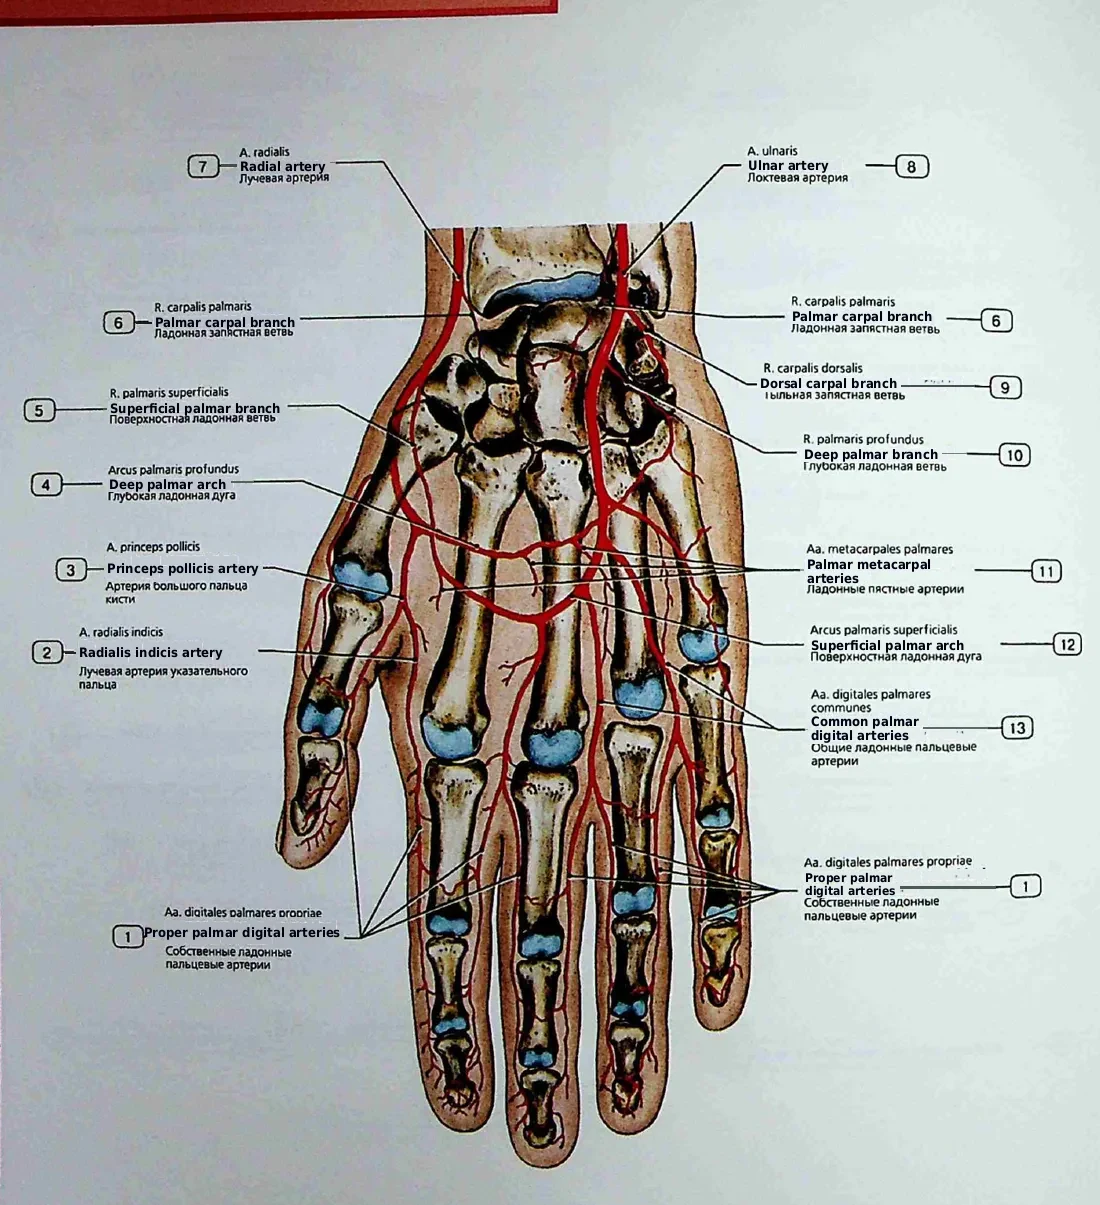 A. radialis
7 Radial artery
Лучевая артерия
A. ulnaris
Ulnar artery 8
Локтевая артерия
R. carpalis palmaris
6 Palmar carpal branch
Ладонная запястная ветвь
R. carpalis palmaris
Palmar carpal branch 6
Ладонная запястная ветвь
R. carpalis dorsalis
Dorsal carpal branch 9
Тыльная запястная ветвь
R. palmaris superficialis
5 Superficial palmar branch
Поверхностная ладонная ветвь
R. palmaris profundus
Deep palmar branch 10
Глубокая ладонная ветвь
Arcus palmaris profundus
4 Deep palmar arch
Глубокая ладонная дуга
A. princeps pollicis
3 Princeps pollicis artery
Артерия большого пальца
кисти
Aa. metacarpales palmares
Palmar metacarpal
arteries 11
Ладонные пястные артерии
A. radialis indicis
2 Radialis indicis artery
Лучевая артерия указательного
пальца
Arcus palmaris superficialis
Superficial palmar arch 12
Поверхностная ладонная дуга
Aa. digitales palmares
communes
Common palmar
digital arteries 13
Общие ладонные пальцевые
артерии
Aa. digitales palmares propriae
Proper palmar
digital arteries 1
Собственные ладонные
пальцевые артерии
Aa. digitales palmares propriae
1 Proper palmar digital arteries
Собственные ладонные
пальцевые артерии